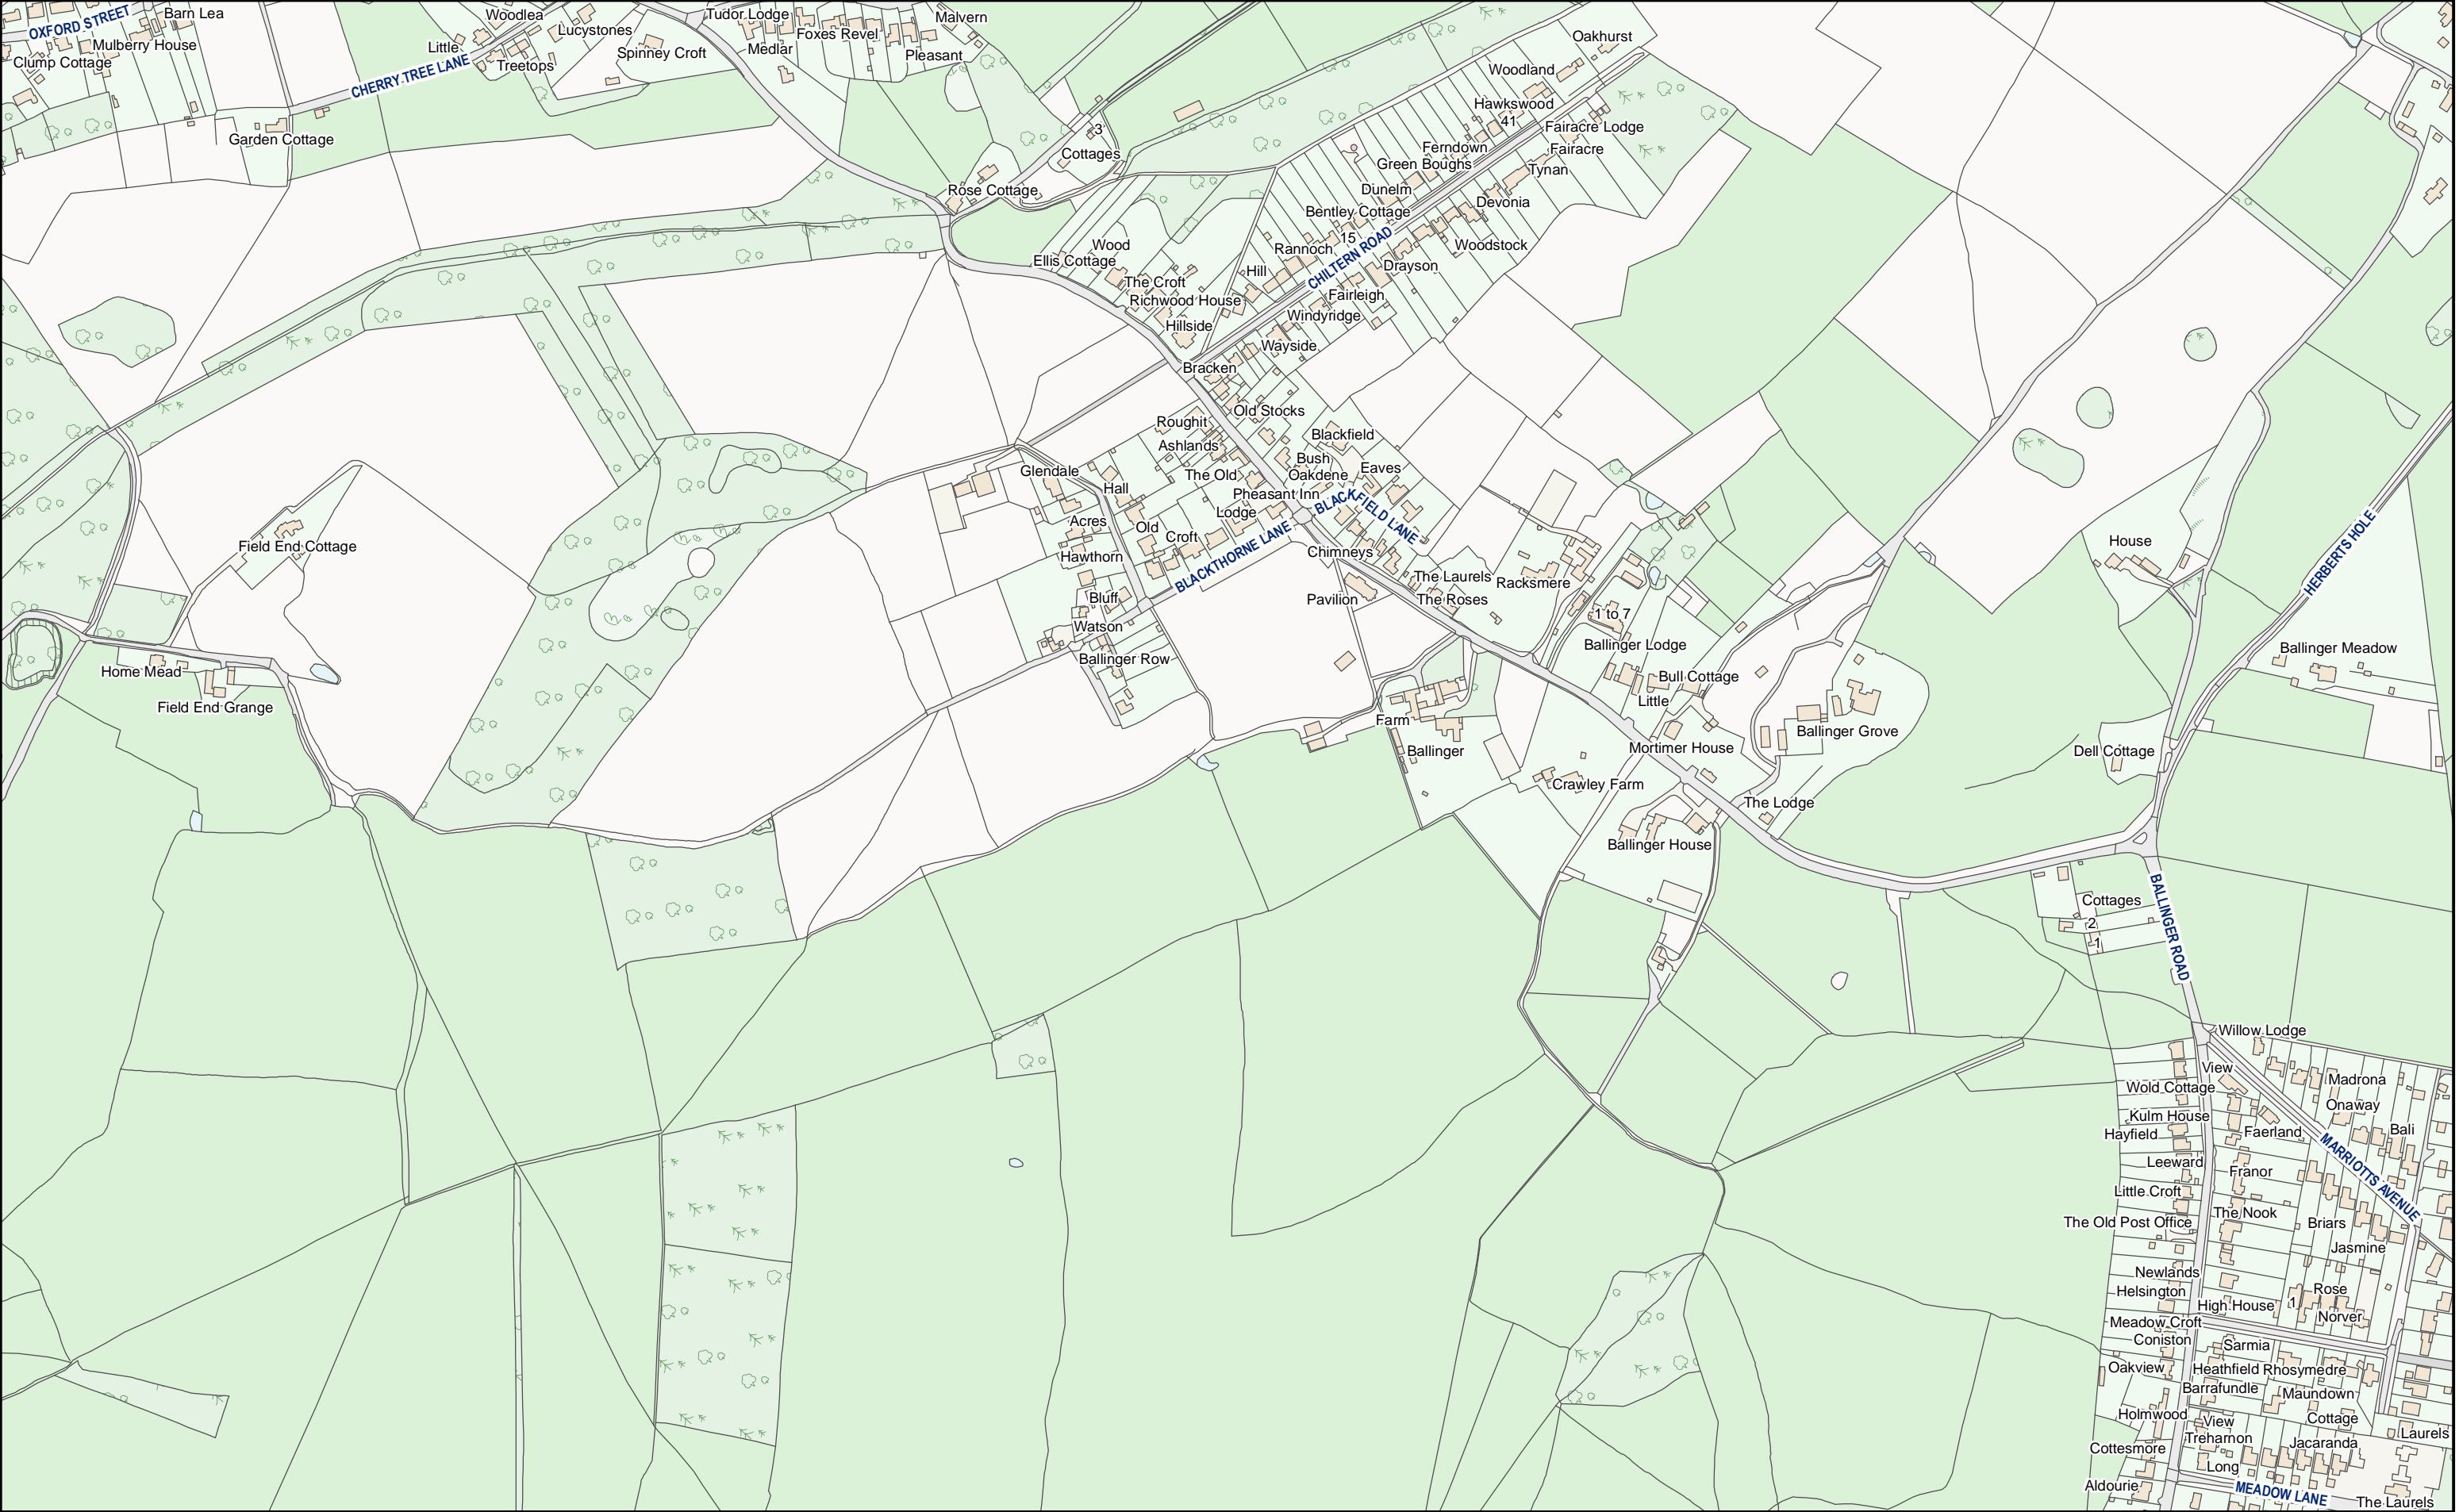 OXFORD STREET
Barn Lea
Mulberry House
Clump Cottage
Woodlea
Little
Lucystones
Treetops
CHERRY TREE LANE
Spinney Croft
Tudor Lodge
Medlar
Foxes Revel
Malvern
Pleasant
Garden Cottage
3
Cottages
Rose Cottage
Oakhurst
Woodland
Hawkswood
41
Fairacre Lodge
Ferndown
Fairacre
Green Boughs
Tynan
Dunelm
Devonia
Bentley Cottage
15
Woodstock
Rannoch
CHILTERN ROAD
Drayson
Wood
Ellis Cottage
Hill
The Croft
Richwood House
Fairleigh
Windyridge
Hillside
Wayside
Bracken
Old Stocks
Roughit
Blackfield
Ashlands
Bush
Eaves
Glendale
The Old
Oakdene
Hall
Pheasant Inn
BLACKFIELD LANE
Lodge
Acres
Old
Croft
BLACKTHORNE LANE
Hawthorn
Chimneys
Bluff
Pavilion
The Laurels
Racksmere
The Roses
Watson
1 to 7
Ballinger Row
Ballinger Lodge
Bull Cottage
Little
Farm
Ballinger
Mortimer House
Ballinger Grove
Crawley Farm
The Lodge
Ballinger House
Field End Cottage
Home Mead
Field End Grange
House
HERBERTS HOLE
Ballinger Meadow
Dell Cottage
Cottages
2
1
BALLINGER ROAD
Willow Lodge
View
Wold Cottage
Madrona
Kulm House
Onaway
Hayfield
Faerland
Bali
MARRIOTTS AVENUE
Leeward
Franor
Little Croft
The Nook
The Old Post Office
Briars
Jasmine
Newlands
Helsington
Rose
High House
1
Norver
Meadow Croft
Coniston
Sarmia
Oakview
Heathfield
Rhosymedre
Barrafundle
Maundown
Holmwood
View
Cottage
Treharnon
Laurels
Cottesmore
Jacaranda
Long
Aldourie
MEADOW LANE
The Laurels